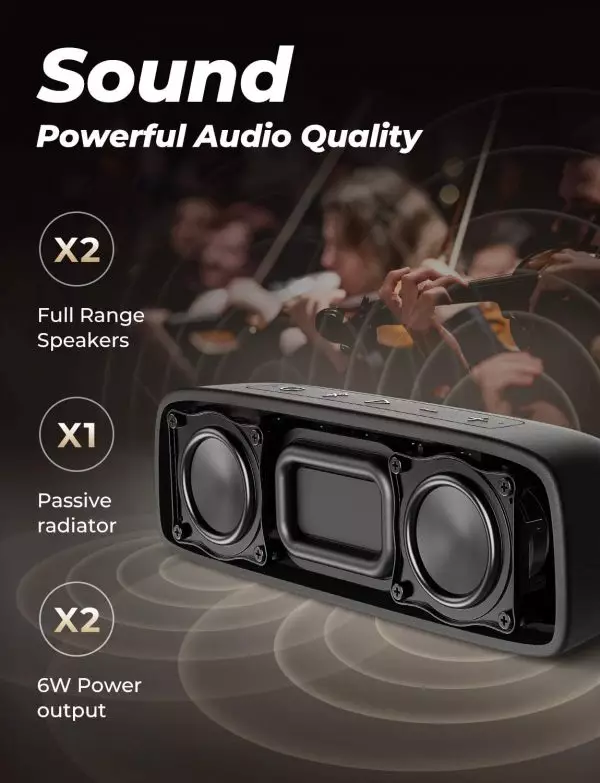 Sound
Powerful Audio Quality
X2
Full Range
Speakers
X1
Passive
radiator
X2
6W Power
output